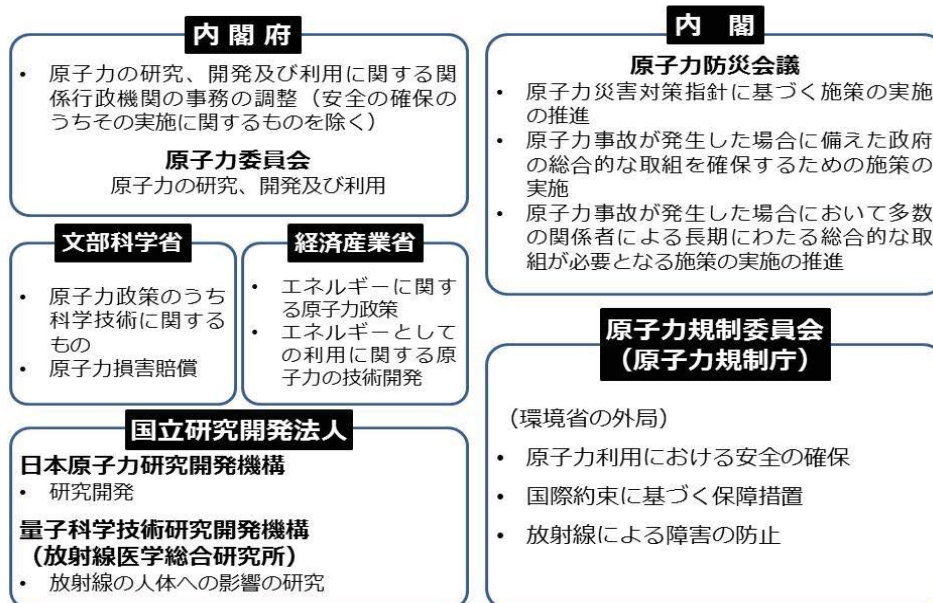 内閣府
• 原子力の研究、開発及び利用に関する関
係行政機関の事務の調整（安全の確保の
うちその実施に関するものを除く）
原子力委員会
原子力の研究、開発及び利用
内　閣
原子力防災会議
• 原子力災害対策指針に基づく施策の実施
の推進
• 原子力事故が発生した場合に備えた政府
の総合的な取組を確保するための施策の
実施
• 原子力事故が発生した場合において多数
の関係者による長期にわたる総合的な取
組が必要となる施策の実施の推進
文部科学省
• 原子力政策のうち
科学技術に関する
もの
• 原子力損害賠償
経済産業省
• エネルギーに関す
る原子力政策
• エネルギーとして
の利用に関する原
子力の技術開発
原子力規制委員会
（原子力規制庁）
（環境省の外局）
• 原子力利用における安全の確保
• 国際約束に基づく保障措置
• 放射線による障害の防止
国立研究開発法人
日本原子力研究開発機構
• 研究開発
量子科学技術研究開発機構
（放射線医学総合研究所）
• 放射線の人体への影響の研究